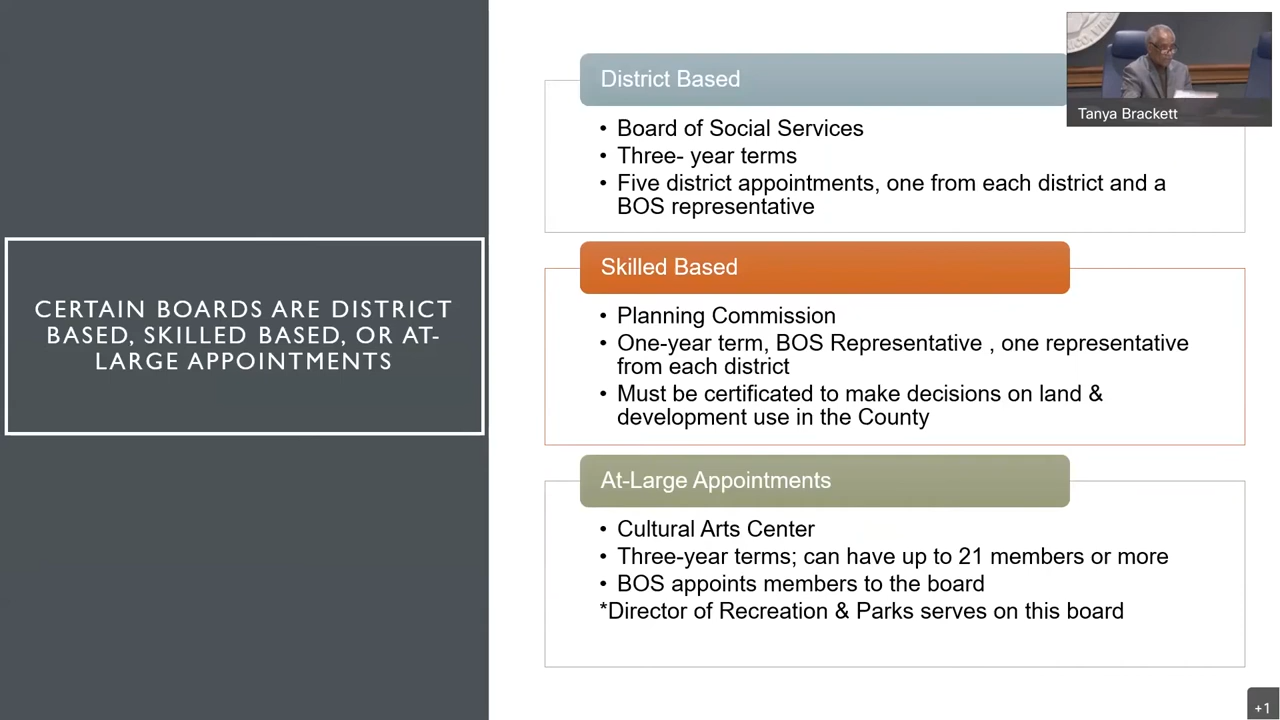 CERTAIN BOARDS ARE DISTRICT
BASED, SKILLED BASED, OR AT-
LARGE APPOINTMENTS
District Based
• Board of Social Services
• Three- year terms
• Five district appointments, one from each district and a
BOS representative
Skilled Based
• Planning Commission
• One-year term, BOS Representative , one representative
from each district
• Must be certificated to make decisions on land &
development use in the County
At-Large Appointments
• Cultural Arts Center
• Three-year terms; can have up to 21 members or more
• BOS appoints members to the board
*Director of Recreation & Parks serves on this board
Tanya Brackett
+1